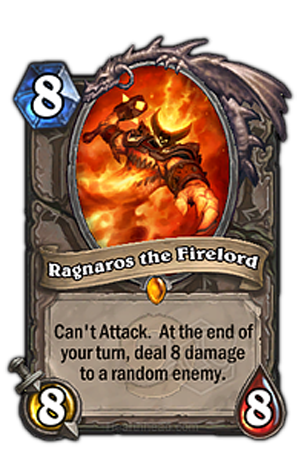 8
Ragnaros the Firelord
Can't Attack. At the end of
your turn, deal 8 damage
to a random enemy.
8
8